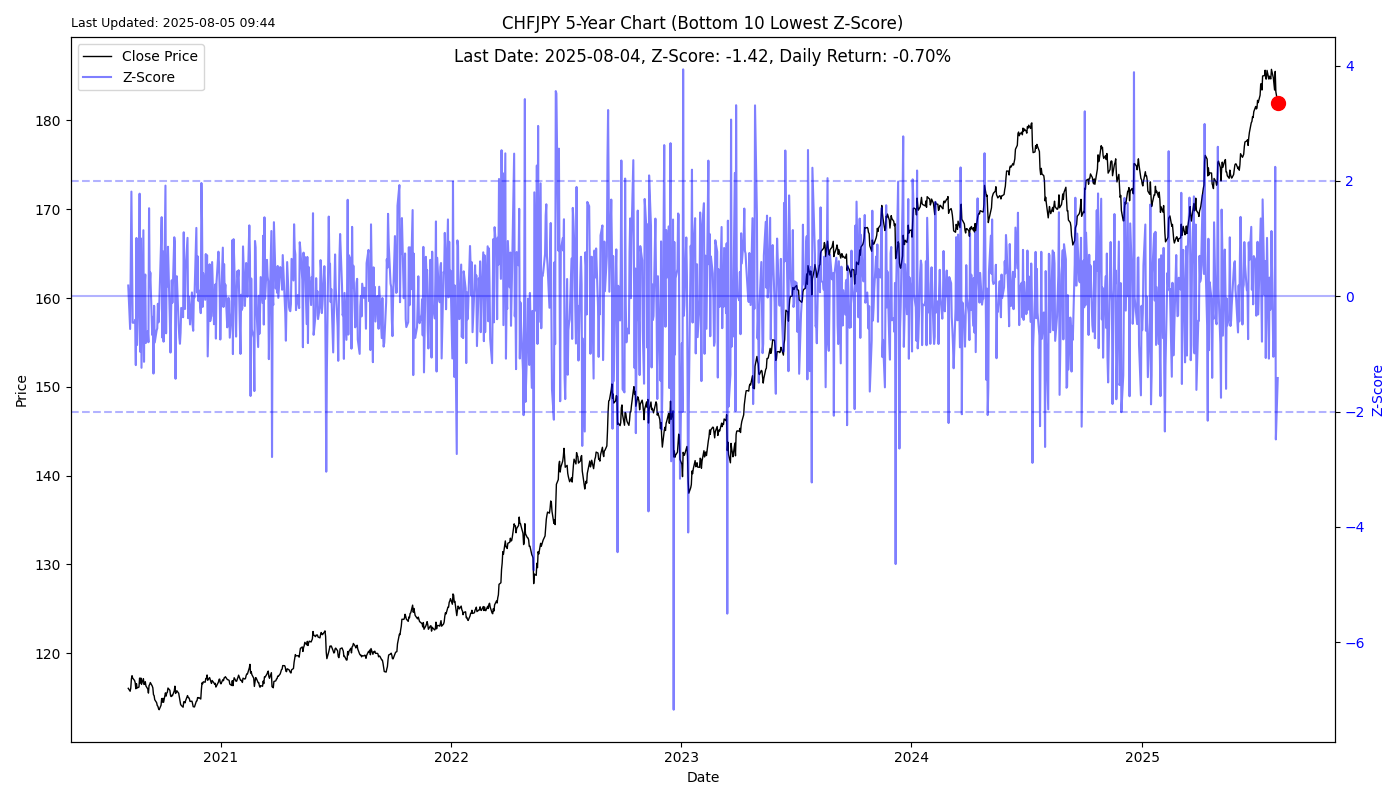 Last Updated: 2025-08-05 09:44
CHFJPY 5-Year Chart (Bottom 10 Lowest Z-Score)
Last Date: 2025-08-04, Z-Score: -1.42, Daily Return: -0.70%
Close Price
Z-Score
180
170
160
150
140
130
120
Price
4
2
0
−2
−4
−6
Z-Score
2021
2022
2023
2024
2025
Date